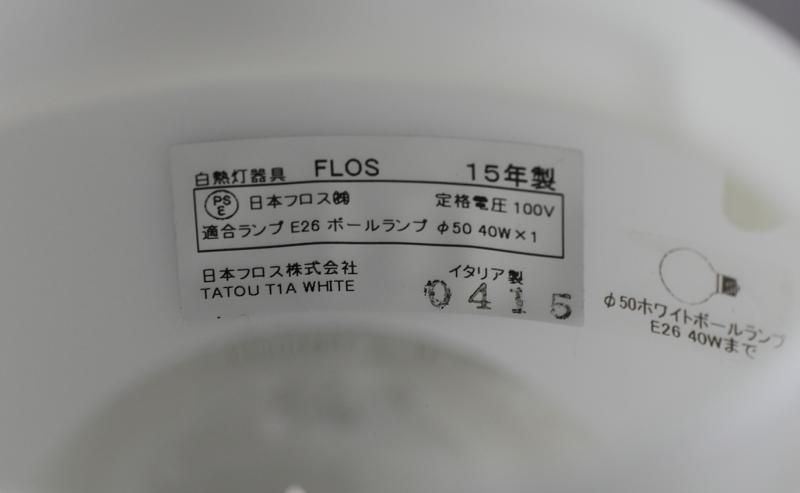 白熱灯器具 FLOS 15年製
PS E 日本フロス㈱ 定格電圧 100V
適合ランプ E26 ボールランプ φ50 40W×1
日本フロス株式会社 イタリア製
TATOU T1A WHITE 0415
φ50ホワイトボールランプ
E26 40Wまで